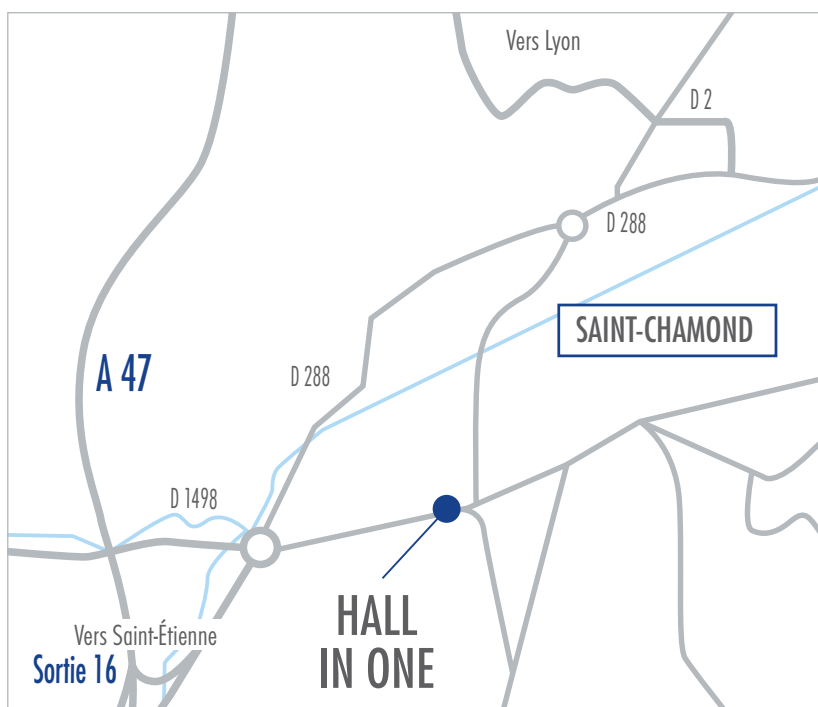 Vers Lyon
D 2
D 288
SAINT-CHAMOND
A 47
D 288
D 1498
HALL
IN ONE
Vers Saint-Étienne
Sortie 16